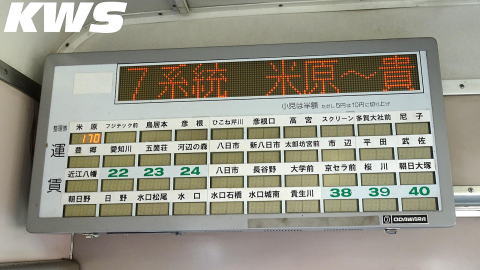 KWS
7系統 米原～貴
小児は半額 ただし5円は10円に切り上げ
整理券 米原 フジテック前 鳥居本 彦根 ひこね芹川 彦根口 高宮 スクリーン 多賀大社前 尼子
170
豊郷 愛知川 五箇荘 河辺の森 八日市 新八日市 太郎坊宮前 市辺 平田 武佐
運賃
近江八幡 22 23 24 八日市 長谷野 大学前 京セラ前 桜川 朝日大塚
朝日野 日野 水口松尾 水口 水口石橋 水口城南 貴生川 38 39 40
ODAWARA